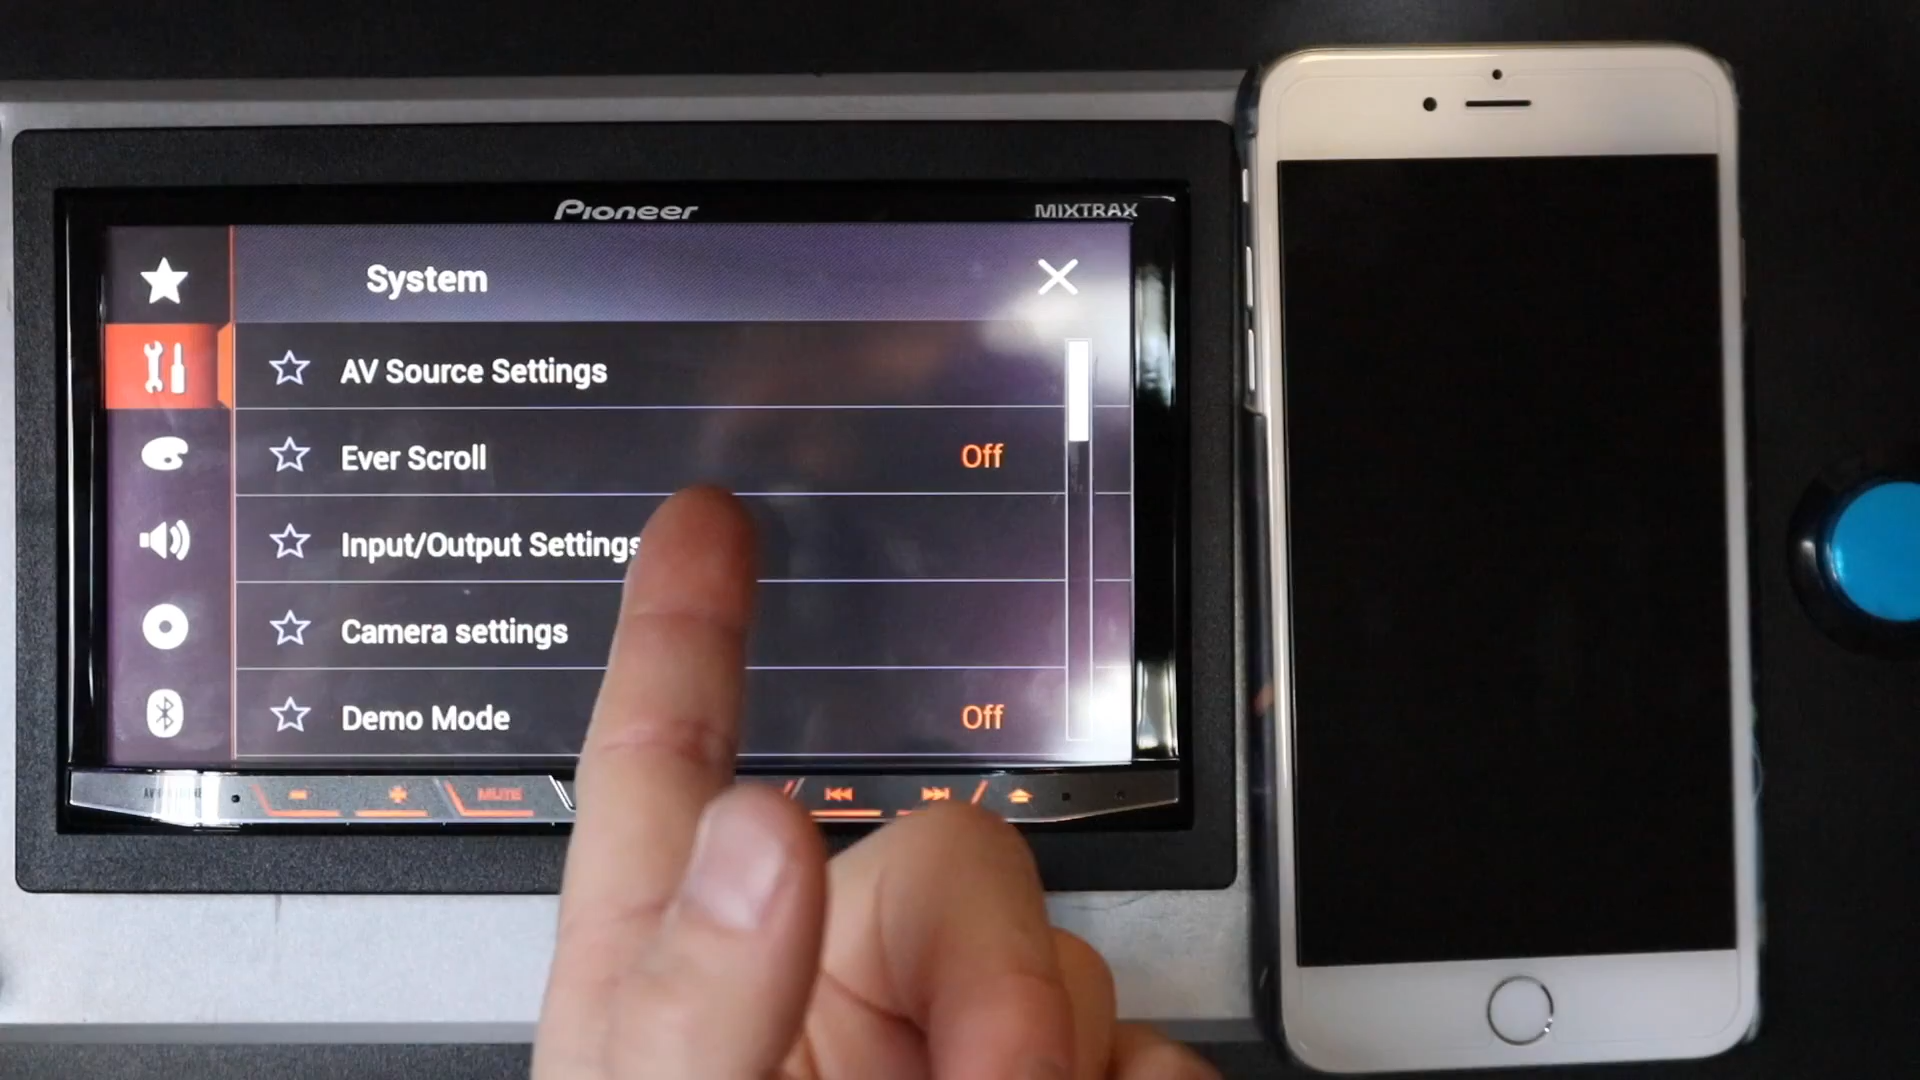 Pioneer
MIXTRAX
System
AV Source Settings
Ever Scroll
Off
Input/Output Settings
Camera settings
Demo Mode
Off
MUTE